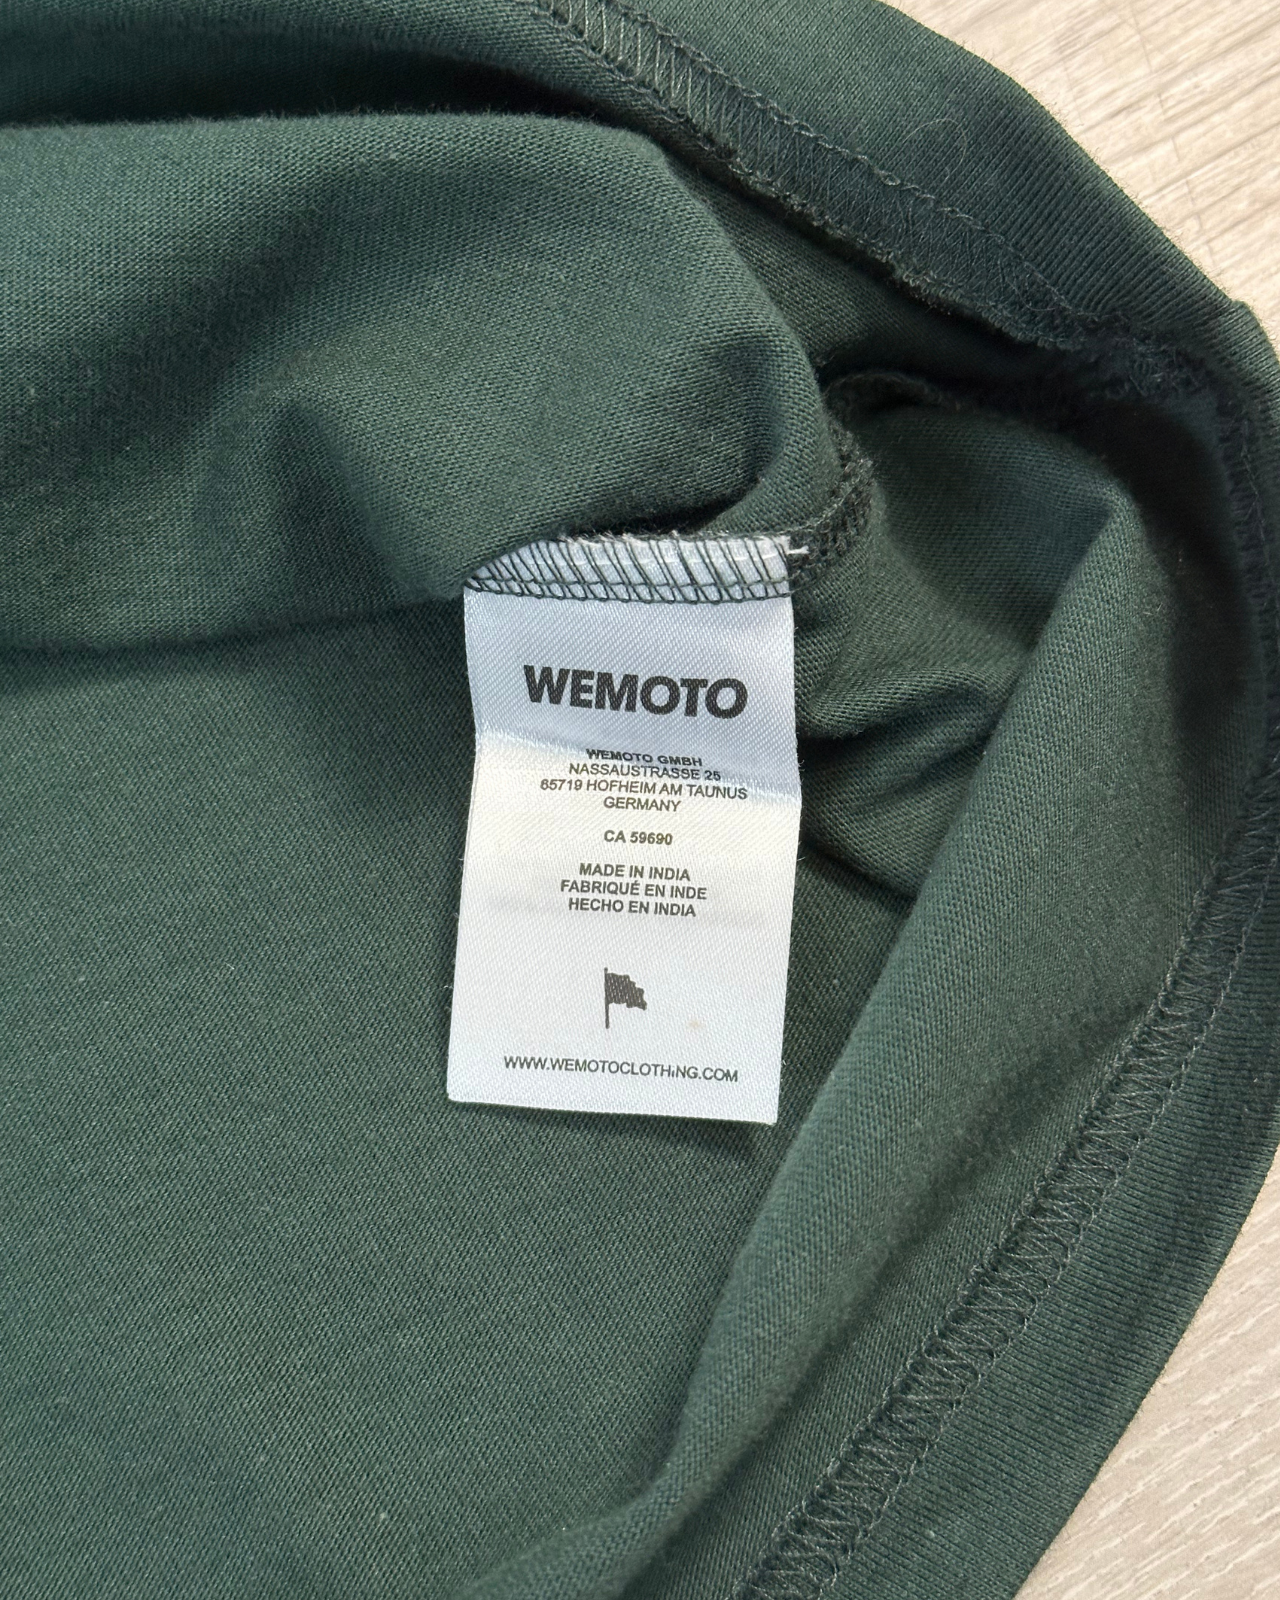 WEMOTO
WEMOTO GMBH
NASSAUSTRASSE 25
65719 HOFHEIM AM TAUNUS
GERMANY
CA 59690
MADE IN INDIA
FABRIQUÉ EN INDE
HECHO EN INDIA
WWW.WEMOTOCLOTHiNG.COM